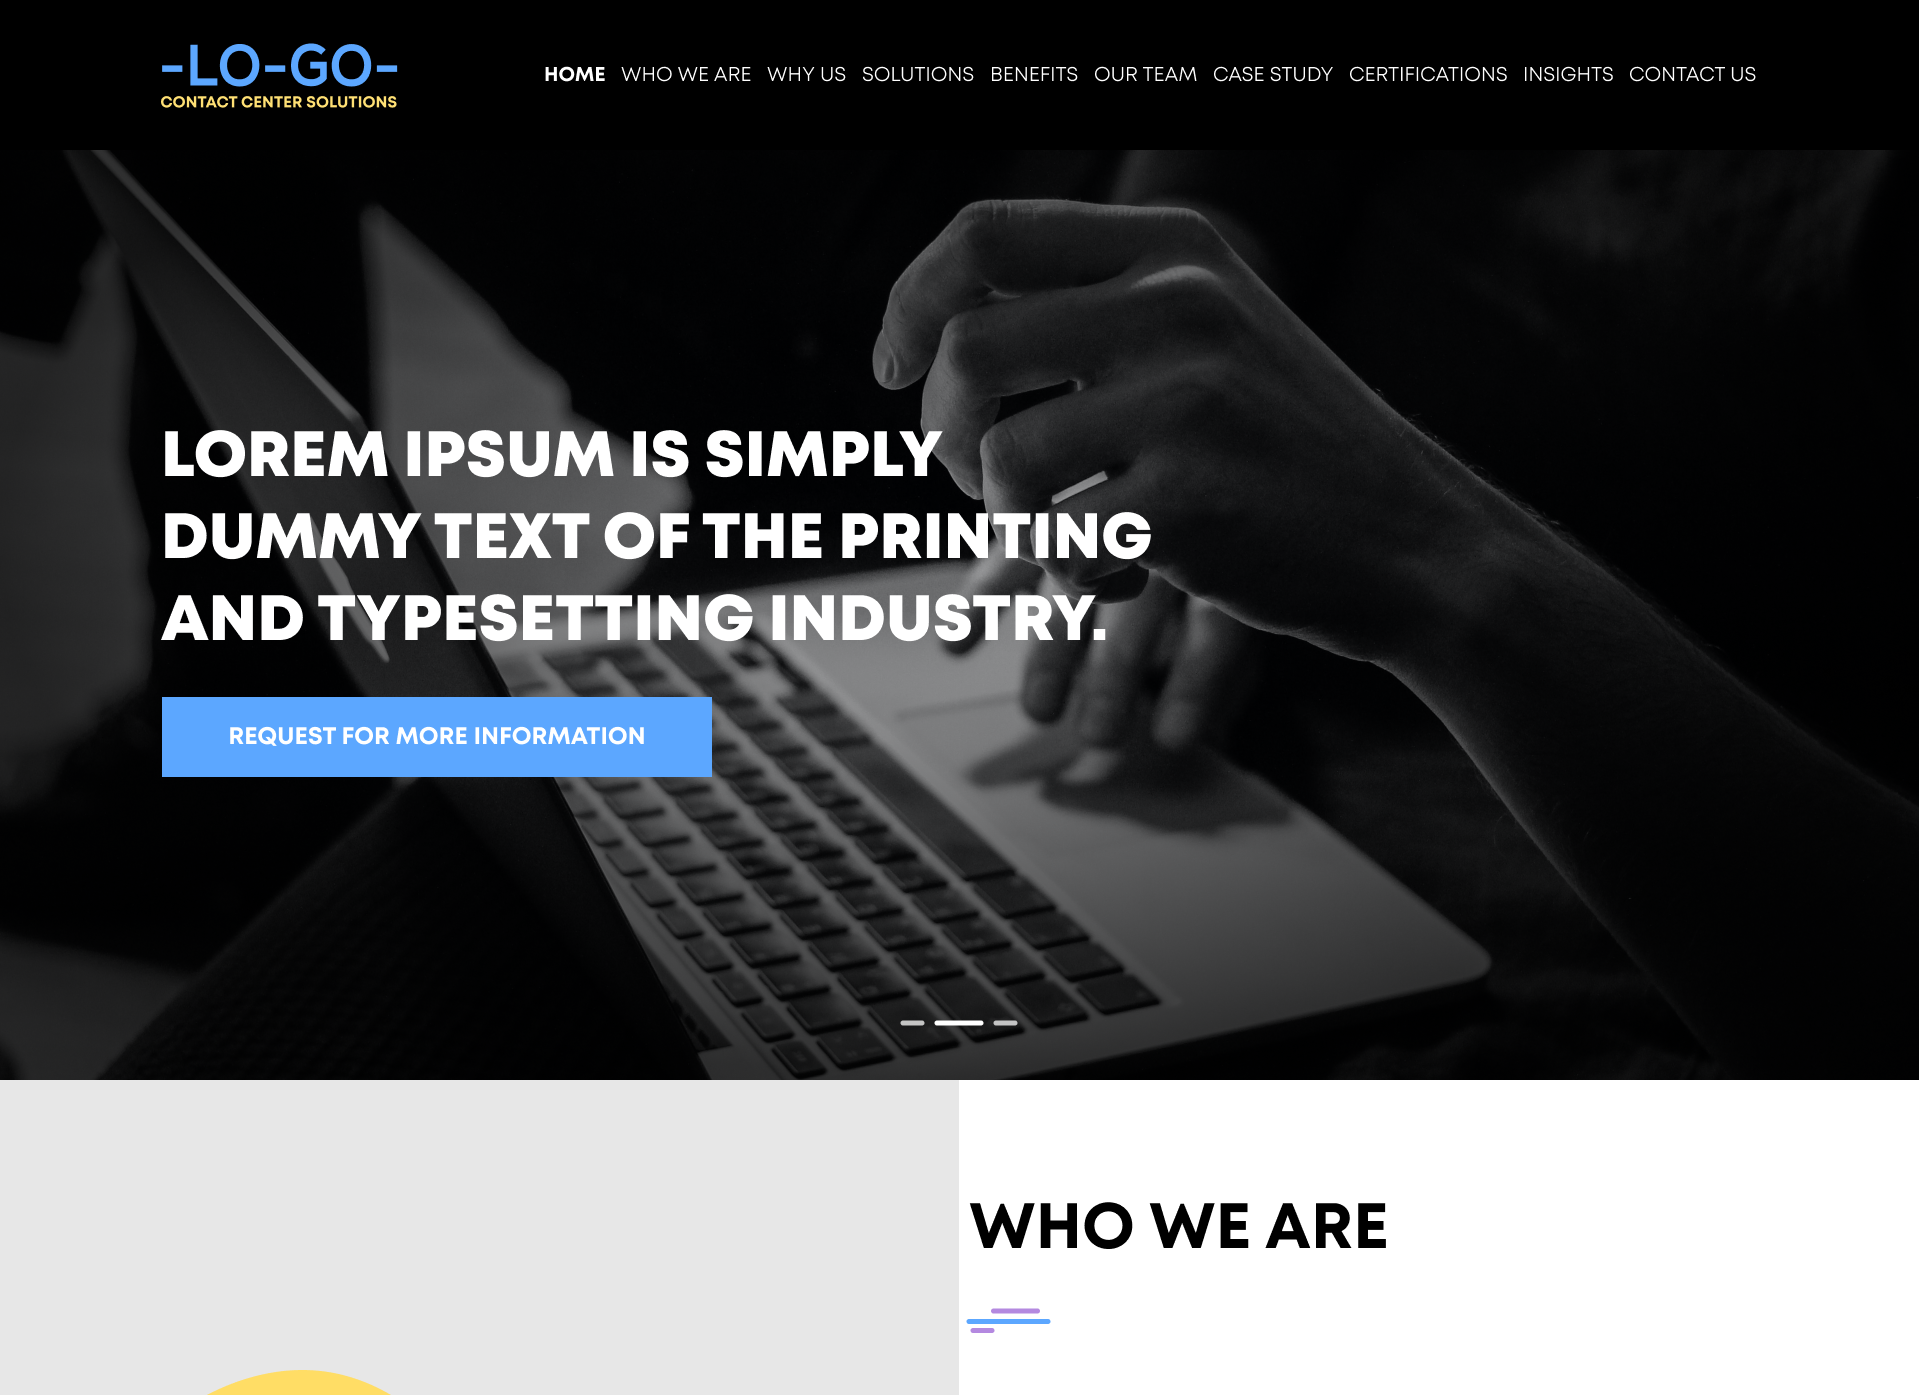 -LO-GO-
CONTACT CENTER SOLUTIONS
HOME WHO WE ARE WHY US SOLUTIONS BENEFITS OUR TEAM CASE STUDY CERTIFICATIONS INSIGHTS CONTACT US
LOREM IPSUM IS SIMPLY
DUMMY TEXT OF THE PRINTING
AND TYPESETTING INDUSTRY.
REQUEST FOR MORE INFORMATION
WHO WE ARE